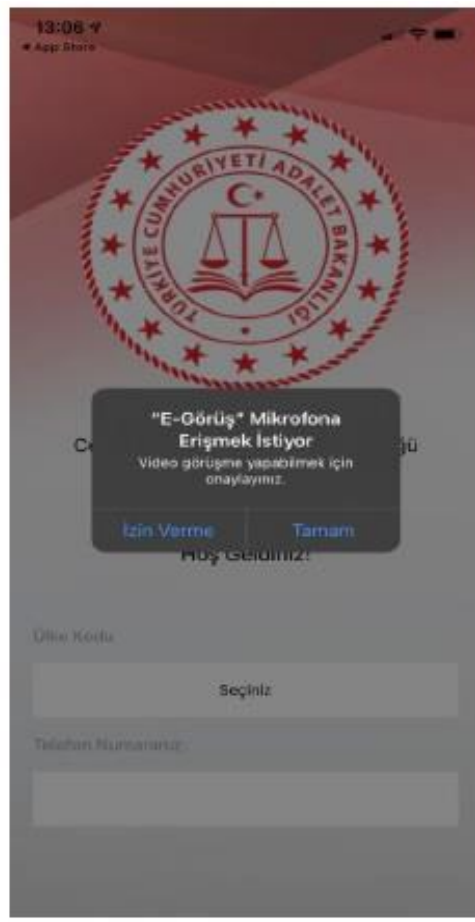 13:06
App Store
TÜRKİYE CUMHURİYETİ ADALET BAKANLIĞI
"E-Görüş" Mikrofona
Erişmek İstiyor
Video görüşme yapabilmek için
onaylayınız.
İzin Verme Tamam
Hoş Geldiniz!
Ülke Kodu
Seçiniz
Telefon Numaranız